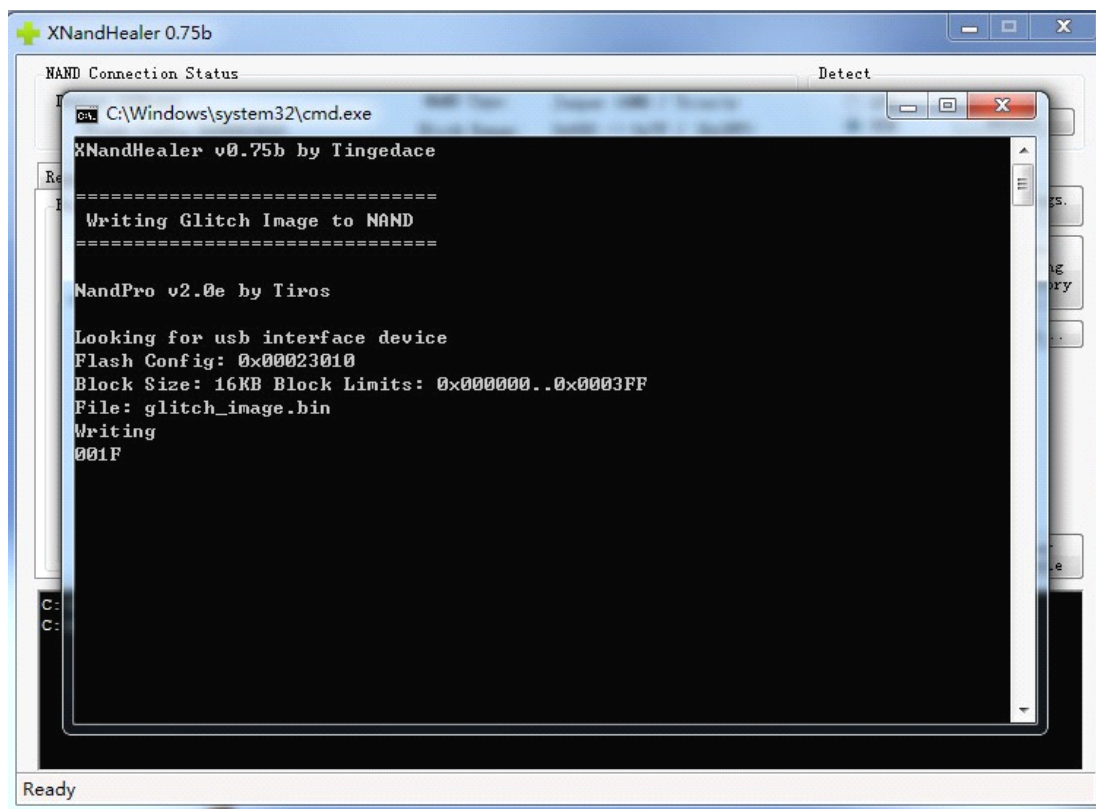 XNandHealer 0.75b
NAND Connection Status
Detect
C:\Windows\system32\cmd.exe
XNandHealer v0.75b by Tingedace
===============================
Writing Glitch Image to NAND
===============================
NandPro v2.0e by Tiros
Looking for usb interface device
Flash Config: 0x00023010
Block Size: 16KB Block Limits: 0x000000..0x0003FF
File: glitch_image.bin
Writing
001F
C:
C:
Ready